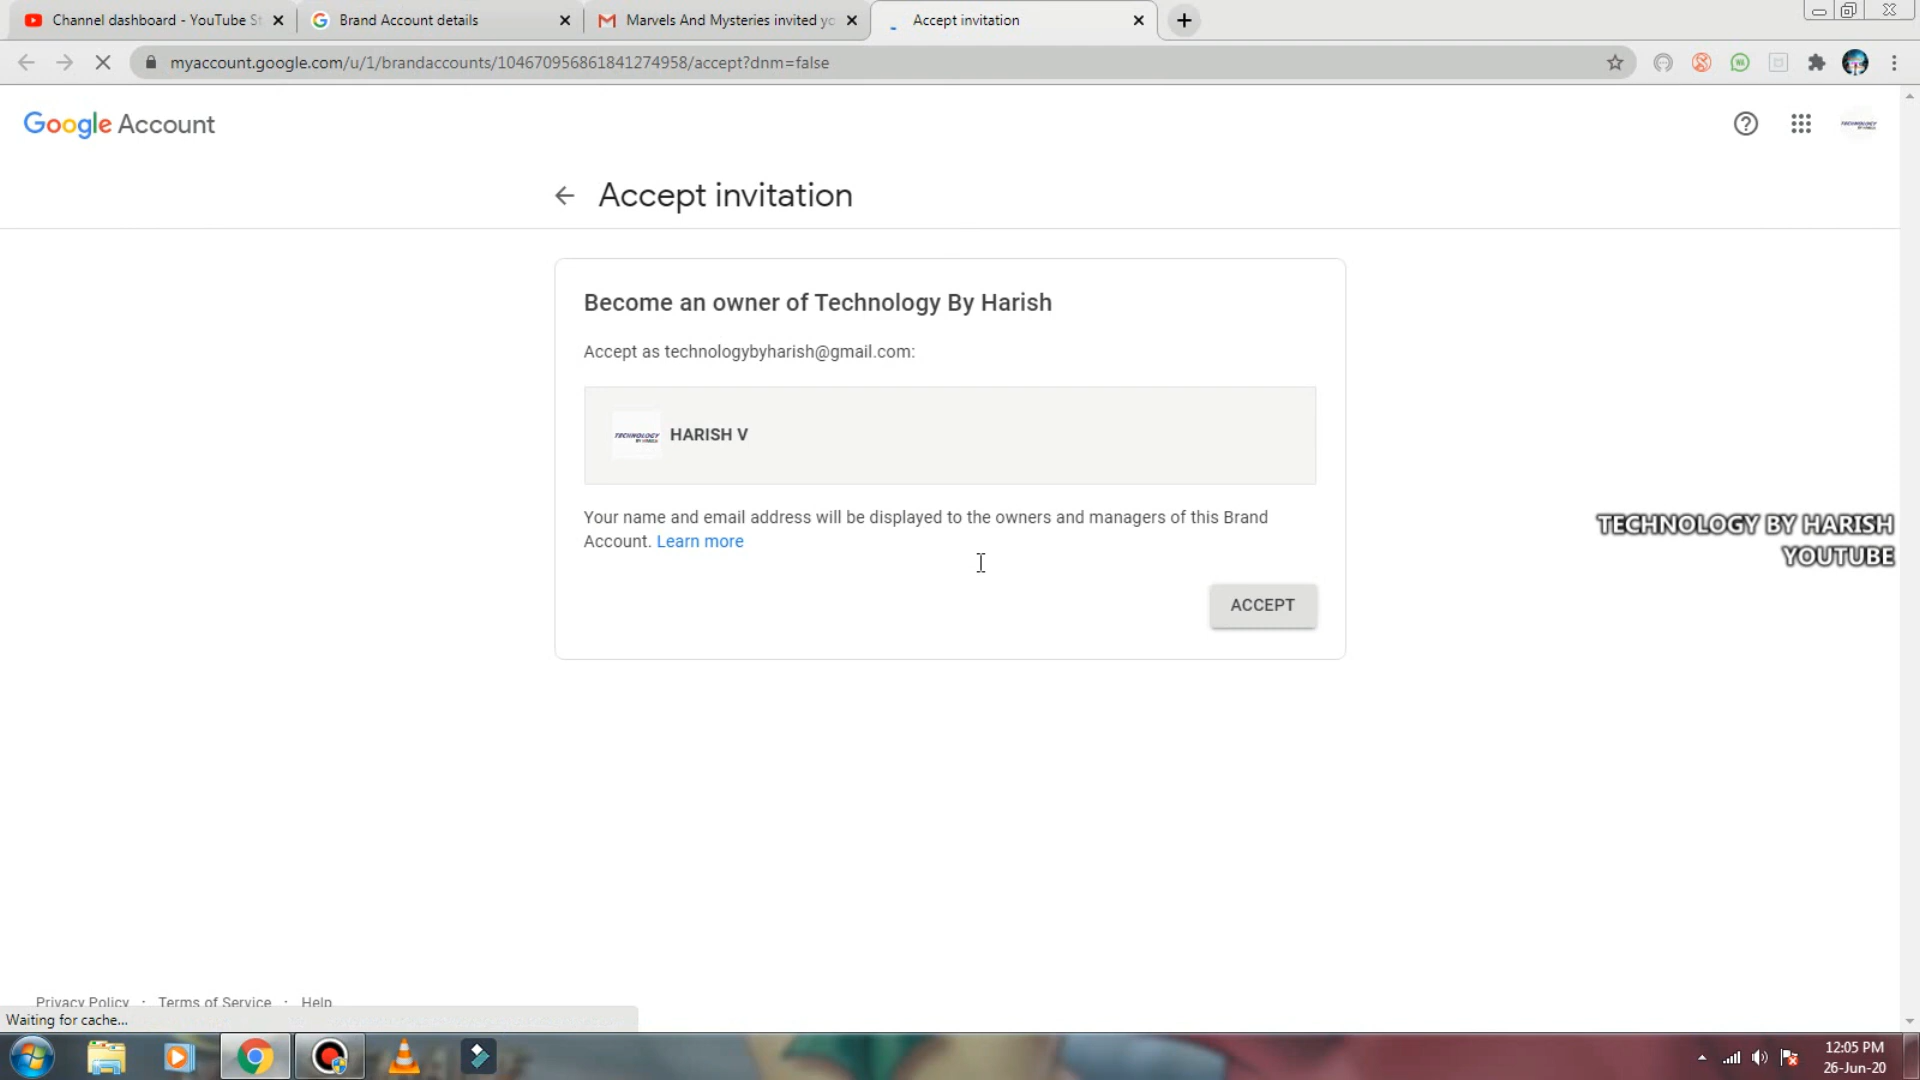 Channel dashboard - YouTube St
Brand Account details
Marvels And Mysteries invited yo
Accept invitation
myaccount.google.com/u/1/brandaccounts/104670956861841274958/accept?dnm=false
Google Account
TECHNOLOGY
Accept invitation
Become an owner of Technology By Harish
Accept as technologybyharish@gmail.com:
TECHNOLOGY
HARISH V
Your name and email address will be displayed to the owners and managers of this Brand
Account. Learn more
TECHNOLOGY BY HARISH
YOUTUBE
ACCEPT
Privacy Policy · Terms of Service · Help
Waiting for cache...
12:05 PM
26-Jun-20